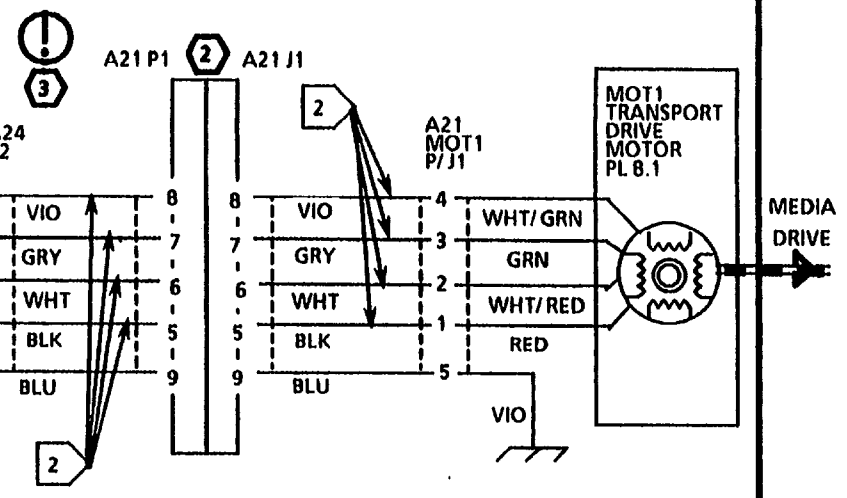 A21 P1
2
A21 J1
3
2
MOT1
TRANSPORT
DRIVE
MOTOR
PL 8.1
A24
2
A21
MOT1
P/J1
8
8
4
VIO
VIO
WHT/GRN
MEDIA
DRIVE
7
7
3
GRY
GRY
GRN
6
6
2
WHT
WHT
WHT/RED
5
5
1
BLK
BLK
RED
9
9
5
BLU
BLU
VIO
2